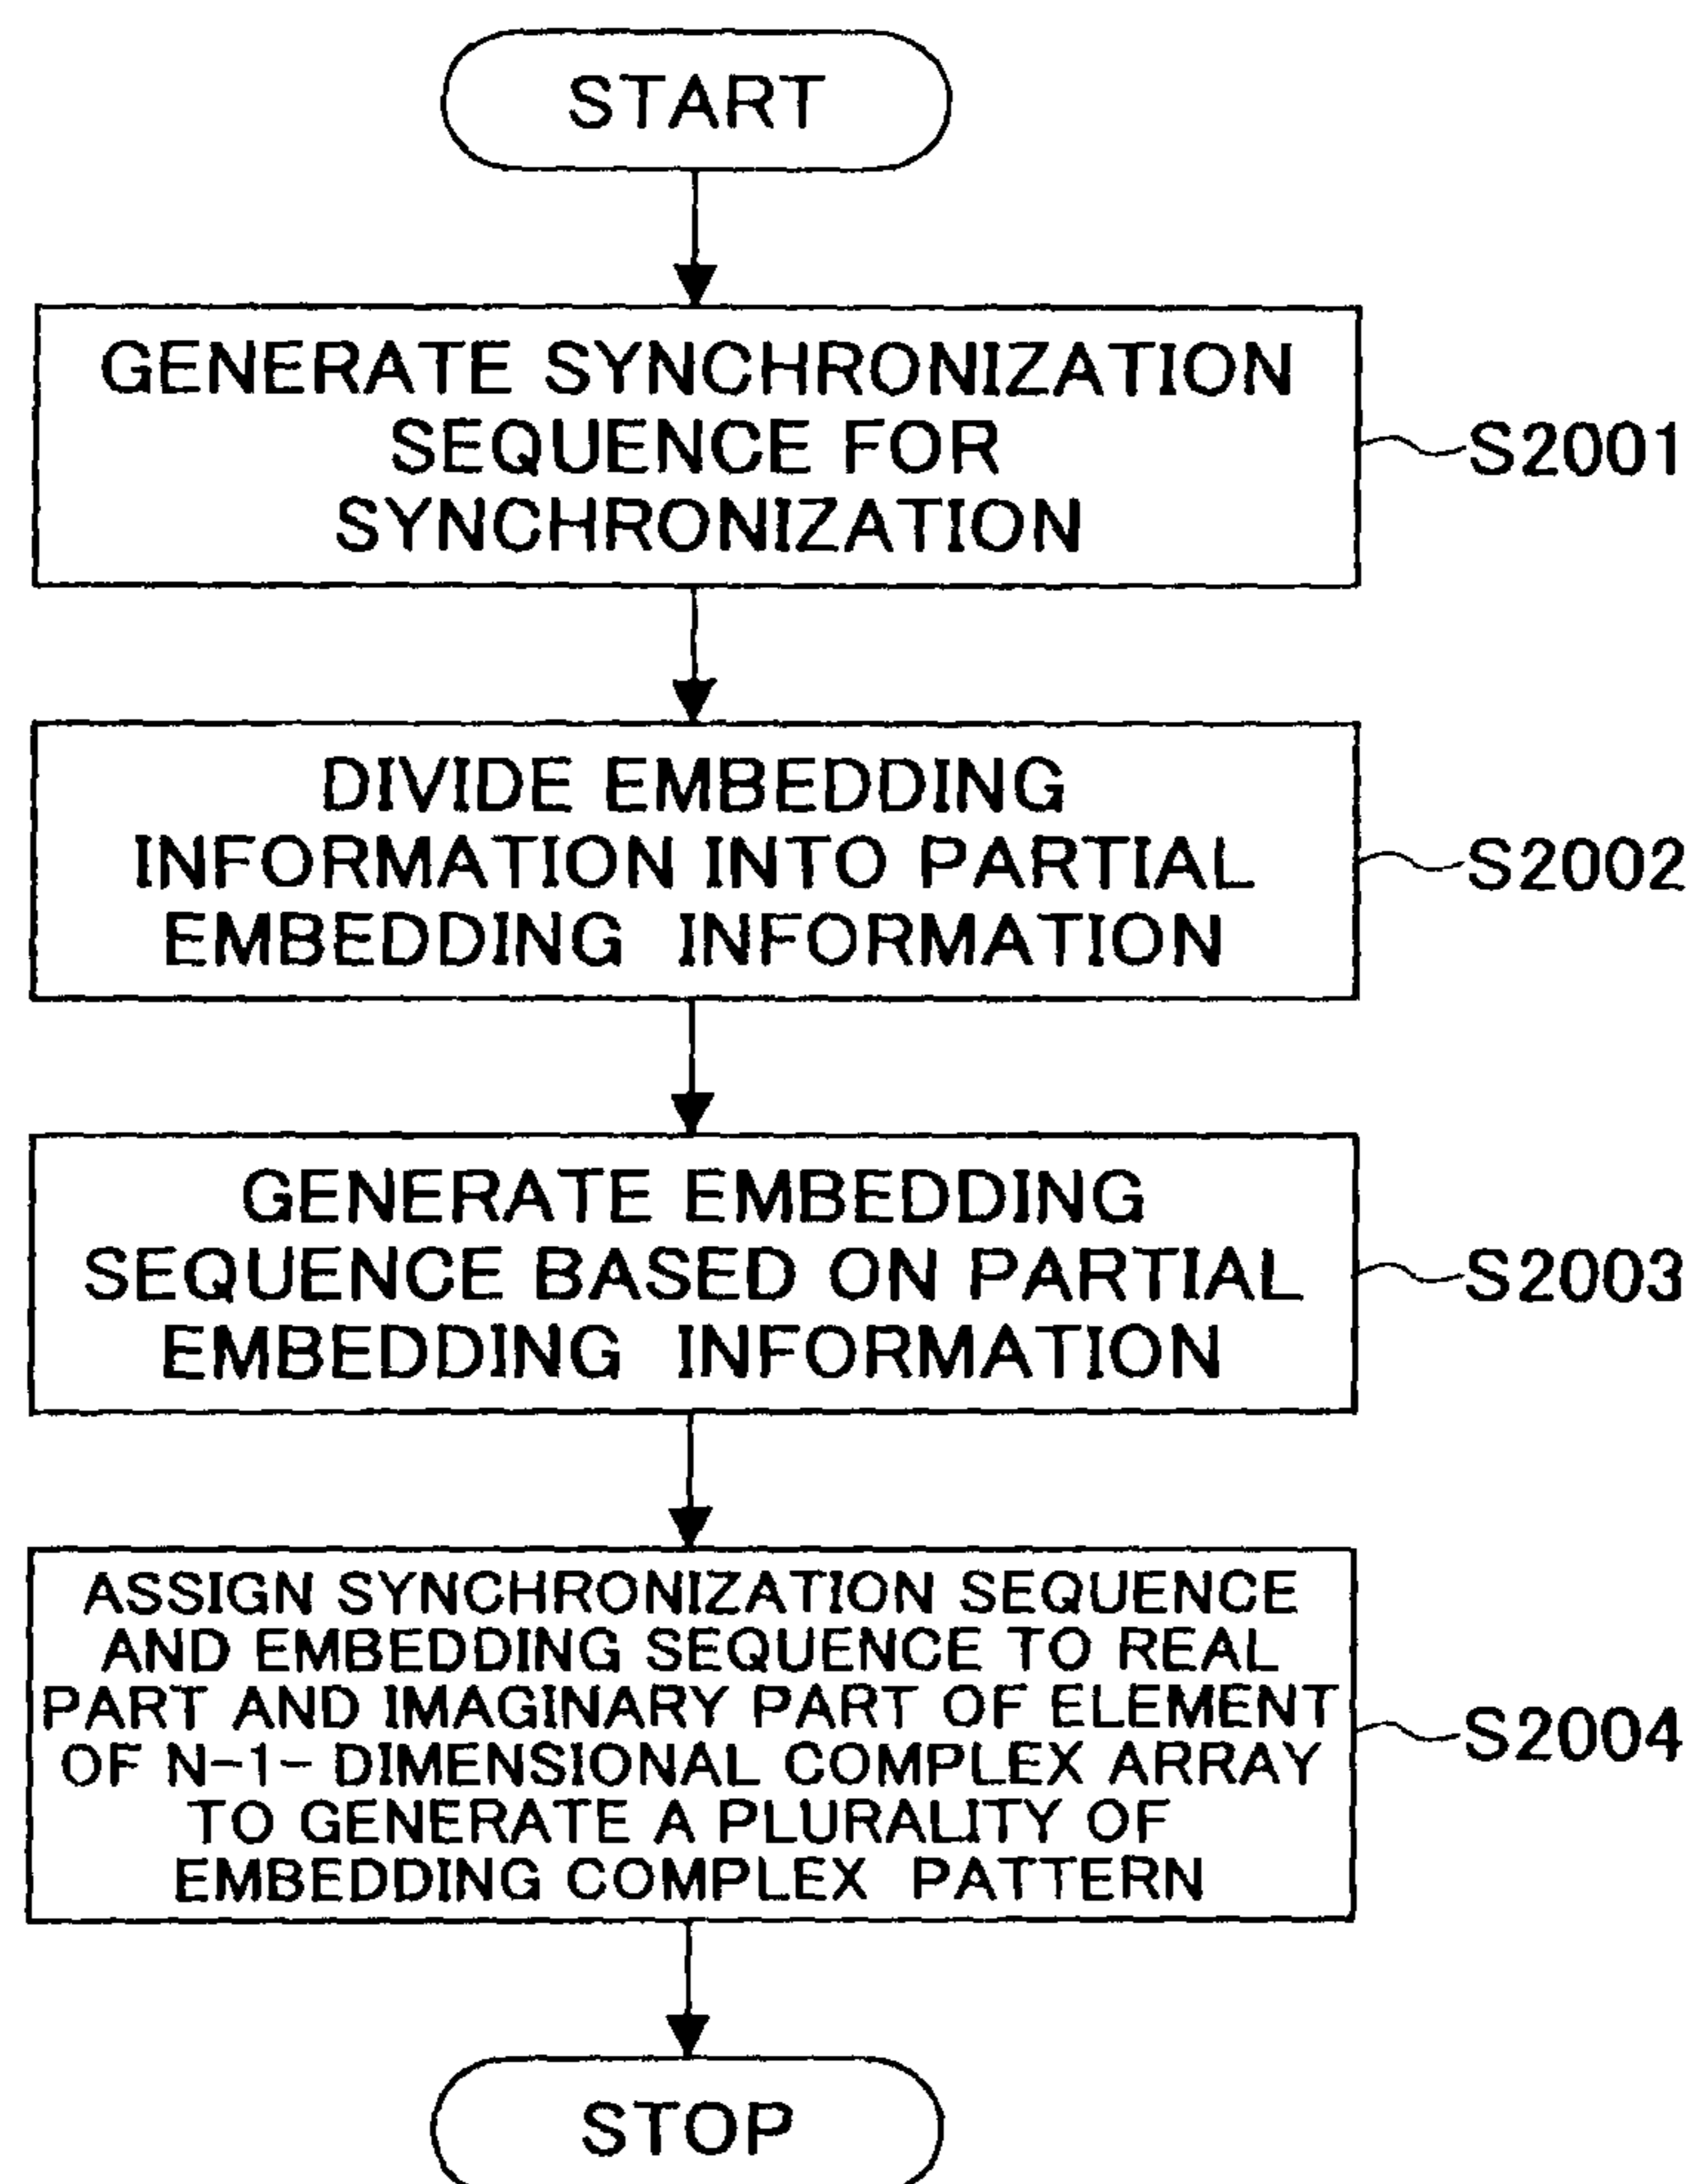 START
GENERATE SYNCHRONIZATION
SEQUENCE FOR
SYNCHRONIZATION
S2001
DIVIDE EMBEDDING
INFORMATION INTO PARTIAL
EMBEDDING INFORMATION
S2002
GENERATE EMBEDDING
SEQUENCE BASED ON PARTIAL
EMBEDDING INFORMATION
S2003
ASSIGN SYNCHRONIZATION SEQUENCE
AND EMBEDDING SEQUENCE TO REAL
PART AND IMAGINARY PART OF ELEMENT
OF N-1- DIMENSIONAL COMPLEX ARRAY
TO GENERATE A PLURALITY OF
EMBEDDING COMPLEX PATTERN
S2004
STOP